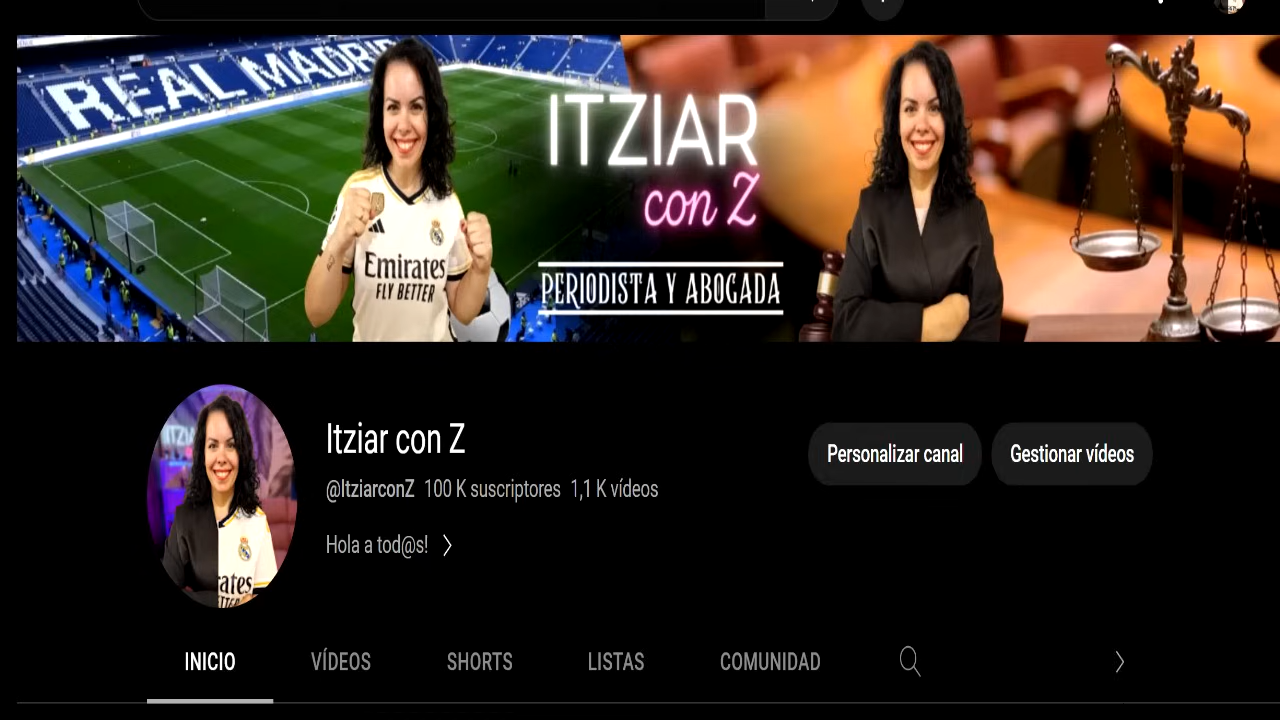 REAL MADRID
ITZIAR
con Z
PERIODISTA Y ABOGADA
Emirates
FLY BETTER
Itziar con Z
@ItziarconZ 100 K suscriptores 1,1 K vídeos
Personalizar canal Gestionar vídeos
Hola a tod@s!
INICIO VÍDEOS SHORTS LISTAS COMUNIDAD